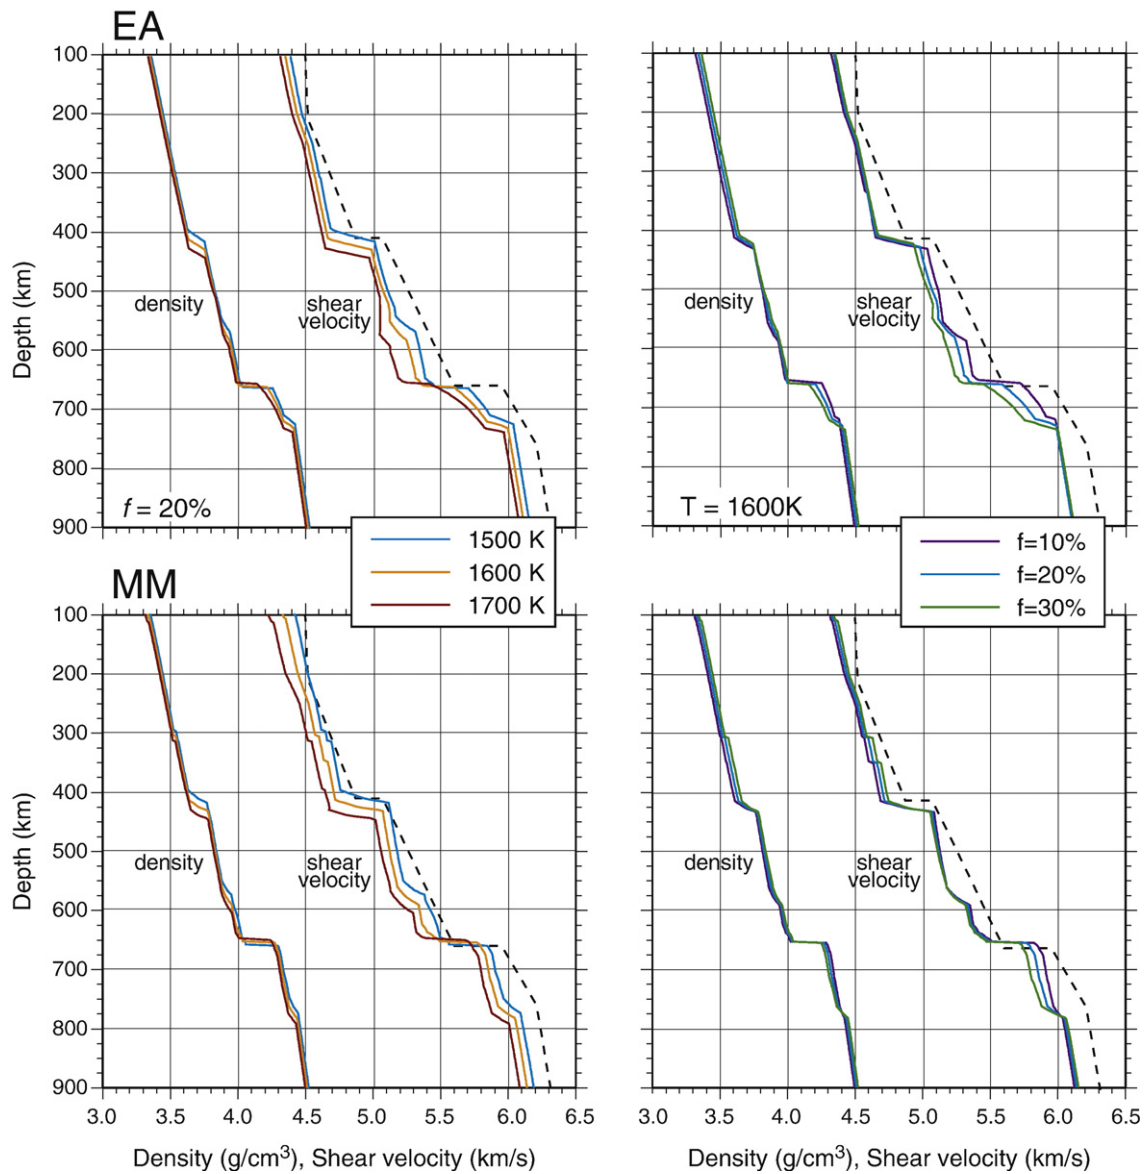 EA
100
200
300
400
500
600
700
800
900
Depth (km)
density
shear
velocity
f = 20%
density
shear
velocity
T = 1600K
1500 K
1600 K
1700 K
f=10%
f=20%
f=30%
MM
100
200
300
400
500
600
700
800
900
Depth (km)
density
shear
velocity
density
shear
velocity
3.0 3.5 4.0 4.5 5.0 5.5 6.0 6.5
3.0 3.5 4.0 4.5 5.0 5.5 6.0 6.5
Density (g/cm³), Shear velocity (km/s)
Density (g/cm³), Shear velocity (km/s)